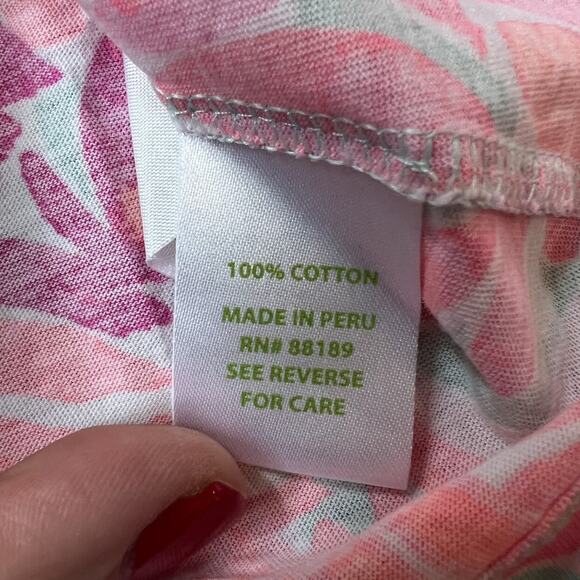 100% COTTON
MADE IN PERU
RN# 88189
SEE REVERSE
FOR CARE